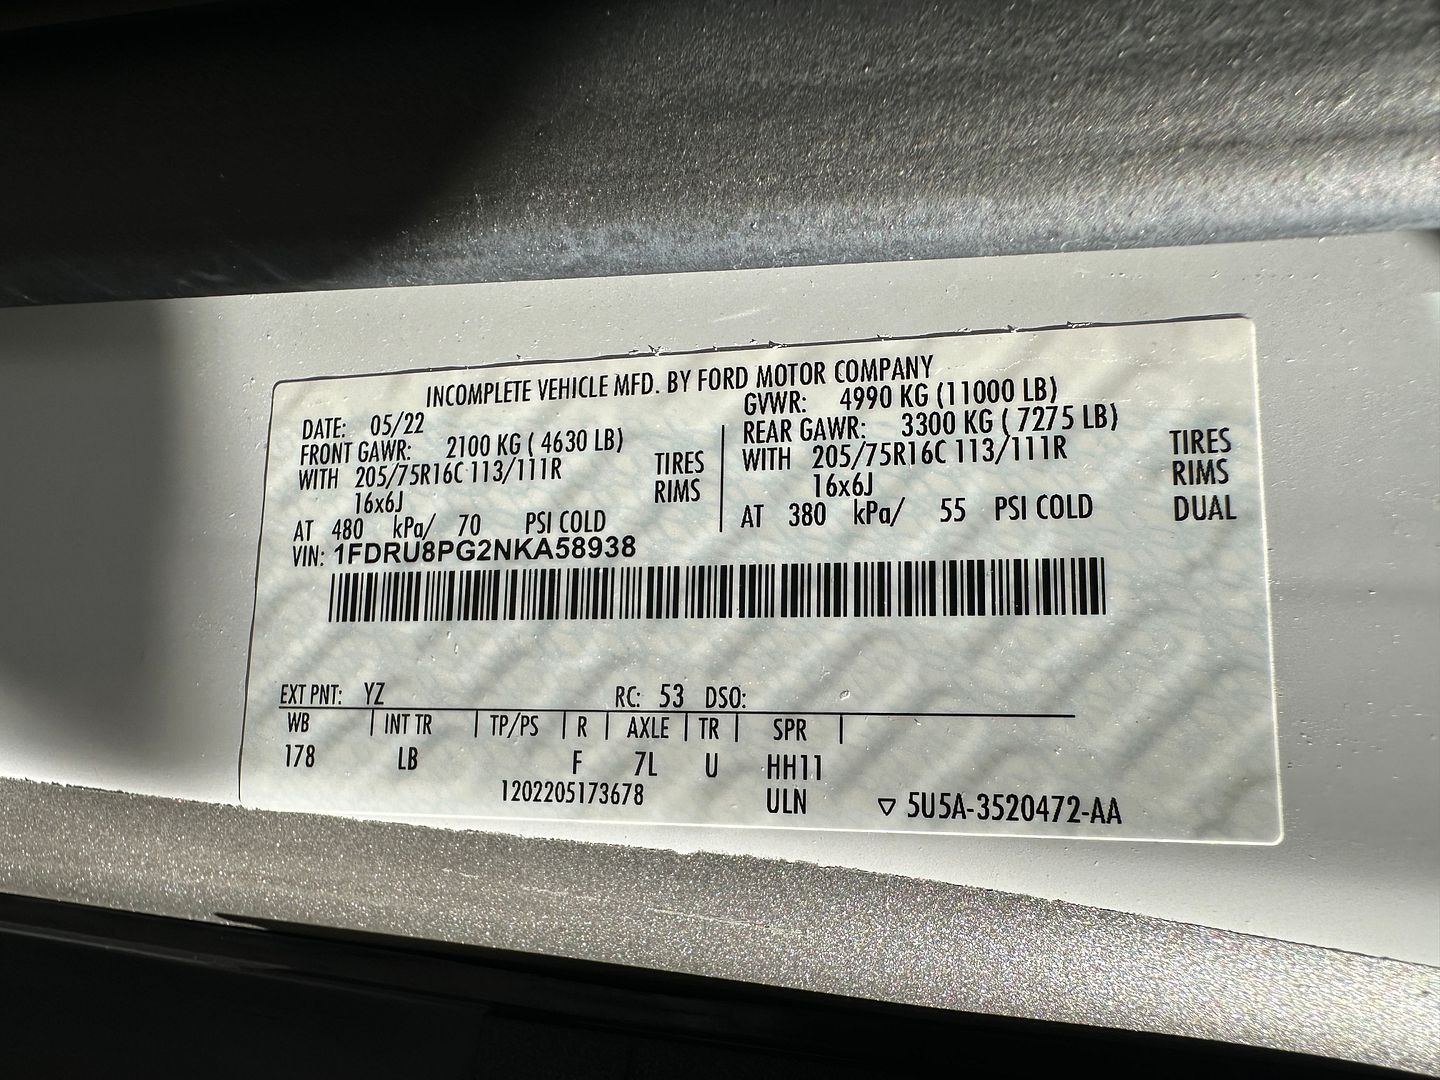 INCOMPLETE VEHICLE MFD. BY FORD MOTOR COMPANY
DATE: 05/22 GVWR: 4990 KG (11000 LB)
FRONT GAWR: 2100 KG ( 4630 LB) REAR GAWR: 3300 KG ( 7275 LB)
WITH 205/75R16C 113/111R TIRES WITH 205/75R16C 113/111R TIRES
16x6J RIMS 16x6J RIMS
AT 480 kPa/ 70 PSI COLD AT 380 kPa/ 55 PSI COLD DUAL
VIN: 1FDRU8PG2NKA58938
EXT PNT: YZ RC: 53 DSO:
WB INT TR TP/PS R AXLE TR SPR
178 LB F 7L U HH11
1202205173678 ULN ▽ 5U5A-3520472-AA